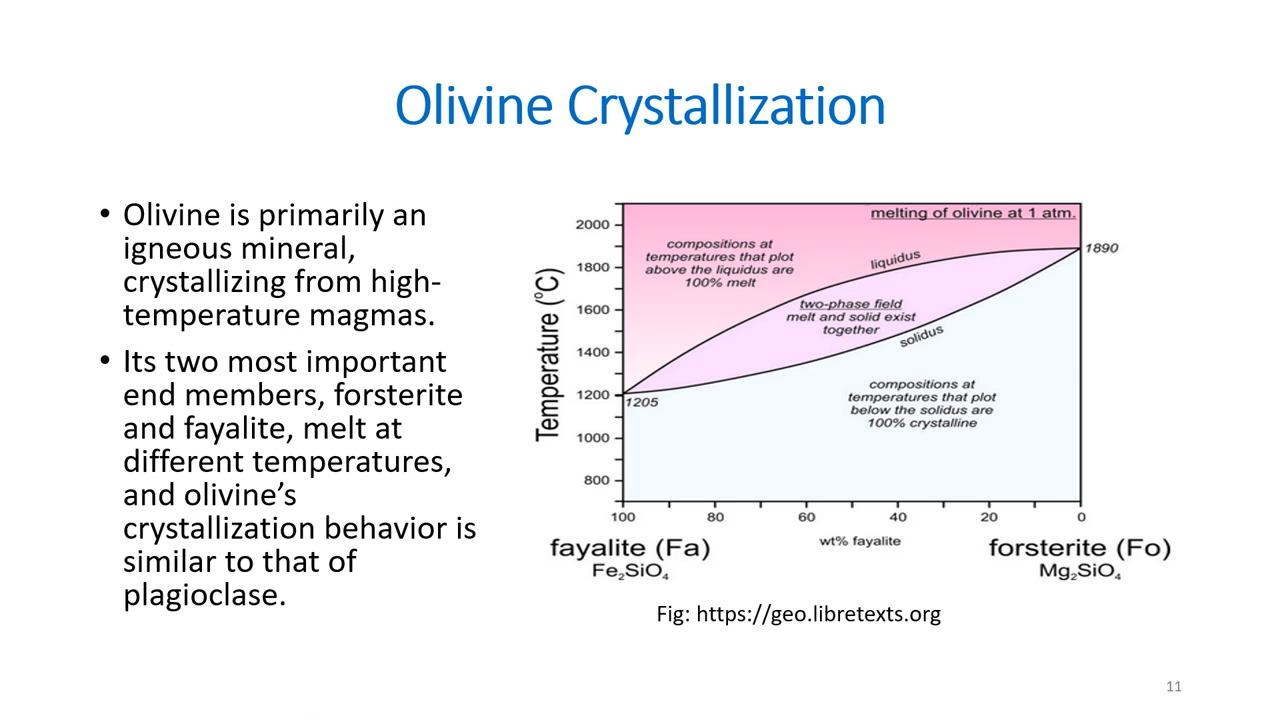 Olivine Crystallization
• Olivine is primarily an
igneous mineral,
crystallizing from high-
temperature magmas.
• Its two most important
end members, forsterite
and fayalite, melt at
different temperatures,
and olivine’s
crystallization behavior is
similar to that of
plagioclase.
melting of olivine at 1 atm.
compositions at
temperatures that plot
above the liquidus are
100% melt
liquidus
1890
two-phase field
melt and solid exist
together
solidus
compositions at
temperatures that plot
below the solidus are
100% crystalline
1205
Temperature (°C)
2000
1800
1600
1400
1200
1000
800
100 80 60 40 20 0
wt% fayalite
fayalite (Fa)
Fe₂SiO₄
forsterite (Fo)
Mg₂SiO₄
Fig: https://geo.libretexts.org
11